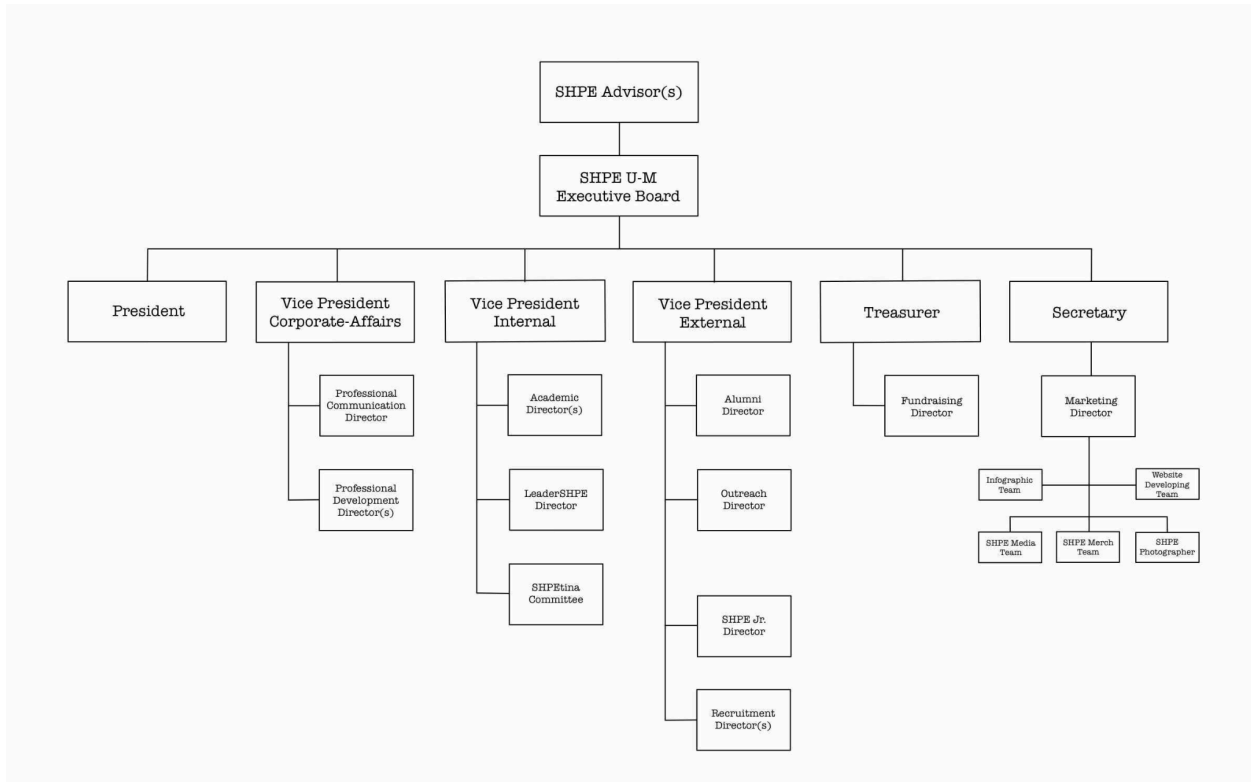 SHPE Advisor(s)
SHPE U-M
Executive Board
President
Vice President
Corporate-Affairs
Vice President
Internal
Vice President
External
Treasurer
Secretary
Professional
Communication
Director
Academic
Director(s)
Alumni
Director
Fundraising
Director
Marketing
Director
Professional
Development
Director(s)
LeaderSHPE
Director
Outreach
Director
Infographic
Team
Website
Developing
Team
SHPE Media
Team
SHPE Merch
Team
SHPE
Photographer
SHPEtina
Committee
SHPE Jr.
Director
Recruitment
Director(s)